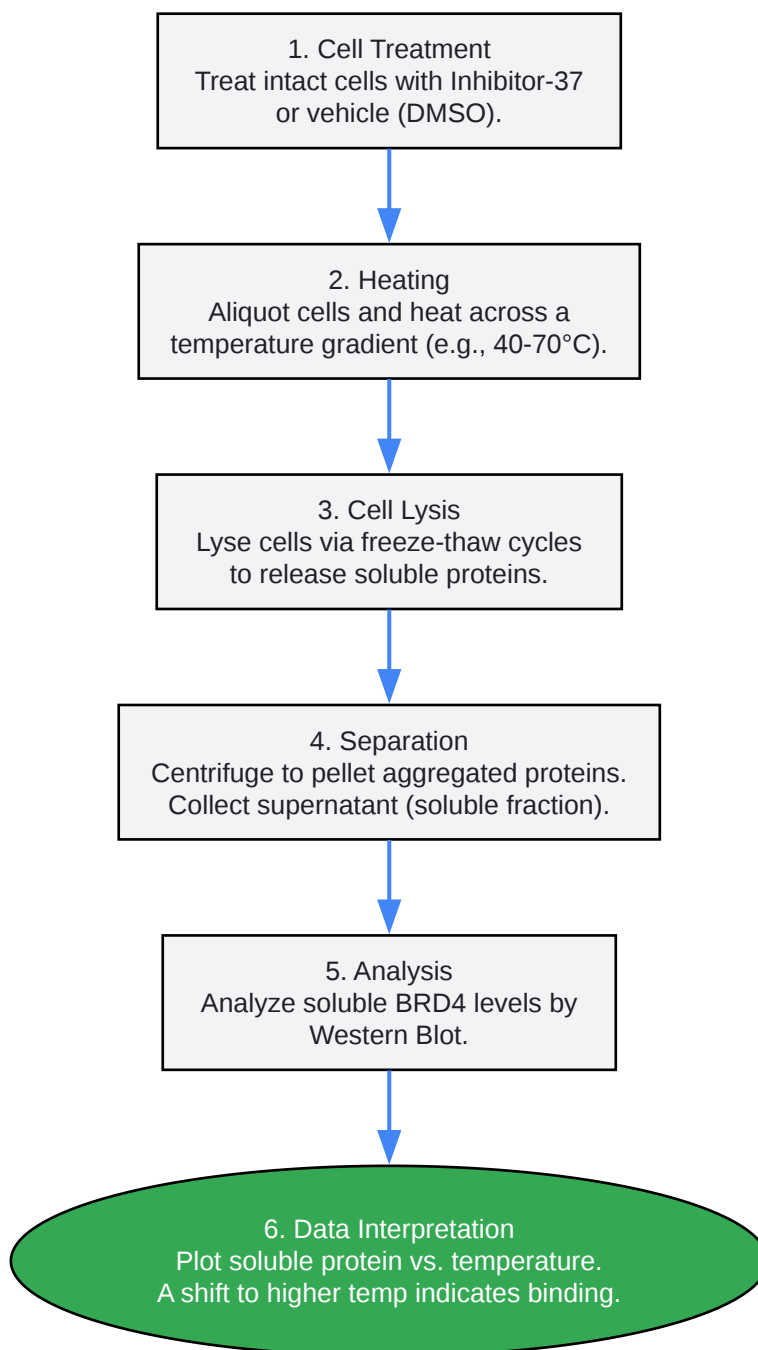 1. Cell Treatment
Treat intact cells with Inhibitor-37
or vehicle (DMSO).
2. Heating
Aliquot cells and heat across a
temperature gradient (e.g., 40-70°C).
3. Cell Lysis
Lyse cells via freeze-thaw cycles
to release soluble proteins.
4. Separation
Centrifuge to pellet aggregated proteins.
Collect supernatant (soluble fraction).
5. Analysis
Analyze soluble BRD4 levels by
Western Blot.
6. Data Interpretation
Plot soluble protein vs. temperature.
A shift to higher temp indicates binding.